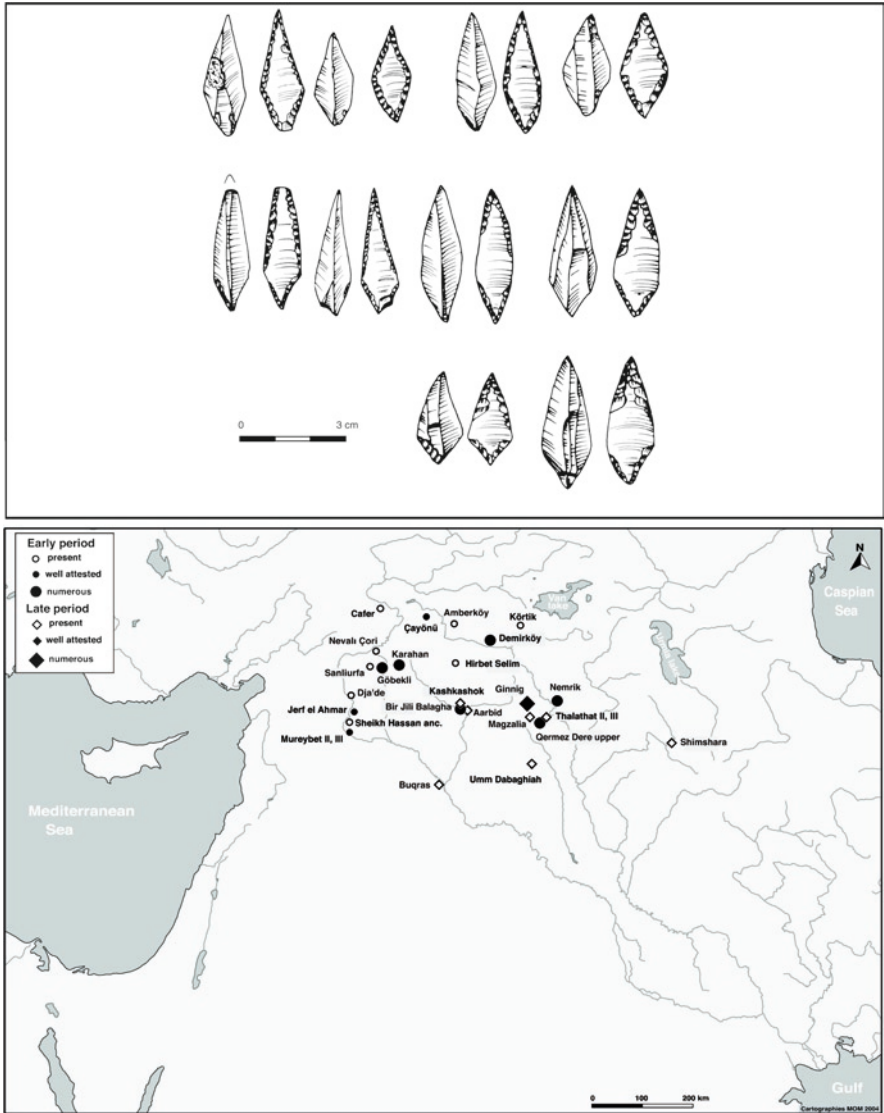 0 3 cm
Early period
present
well attested
numerous
Late period
present
well attested
numerous
N
Caspian
Sea
Van
lake
Cafer
Çayönü
Amberköy
Körtik
Demirköy
Nevalı Çori
Karahan
Sanliurfa
Göbekli
Hirbet Selim
Dja'de
Kashkashok
Ginnig
Nemrik
Jerf el Ahmar
Bir Jili Balagha
Aarbid
Magzalia
Thalathat II, III
Sheikh Hassan anc.
Qermez Dere upper
Mureybet II, III
Shimshara
Umm Dabaghiah
Buqras
Mediterranean
Sea
Gulf
0 100 200 km
Cartographies MOM 2004